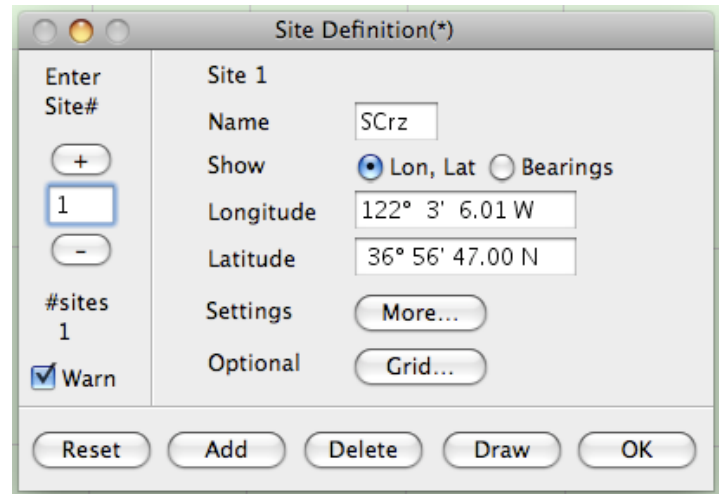 Site Definition(*)
Enter
Site#
+
1
-
#sites
1
Warn
Site 1
Name SCrz
Show Lon, Lat Bearings
Longitude 122° 3' 6.01 W
Latitude 36° 56' 47.00 N
Settings More...
Optional Grid...
Reset Add Delete Draw OK